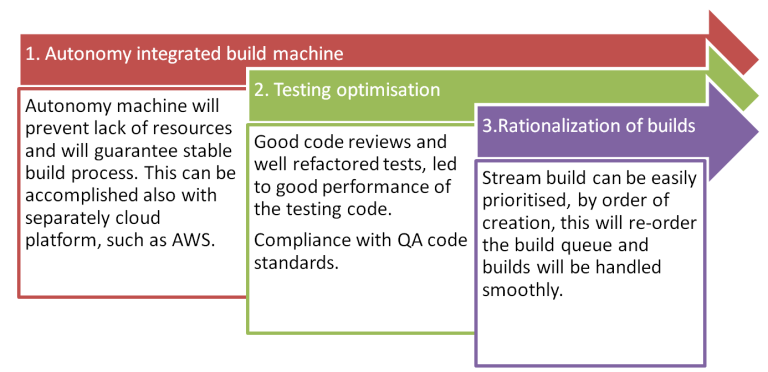 1. Autonomy integrated build machine
Autonomy machine will
prevent lack of resources
and will guarantee stable
build process. This can be
accomplished also with
separately cloud
platform, such as AWS.
2. Testing optimisation
Good code reviews and
well refactored tests, led
to good performance of
the testing code.
Compliance with QA code
standards.
3.Rationalization of builds
Stream build can be easily
prioritised, by order of
creation, this will re-order
the build queue and
builds will be handled
smoothly.